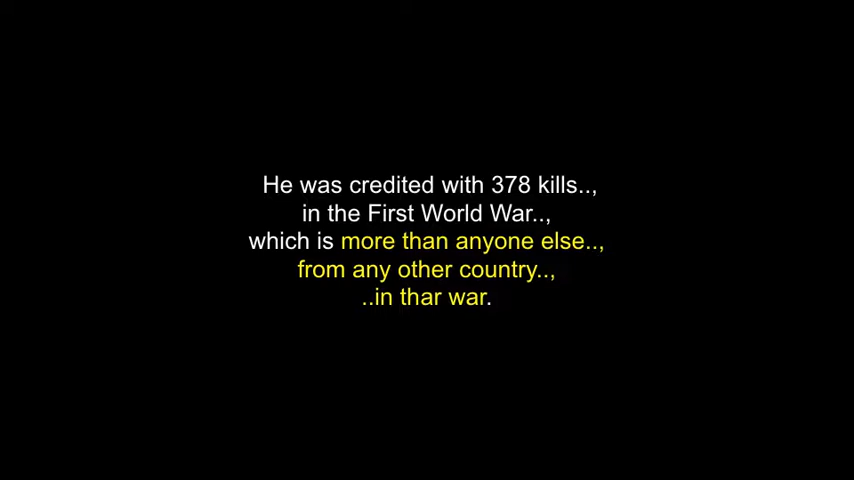 He was credited with 378 kills..,
in the First World War..,
which is more than anyone else..,
from any other country..,
..in thar war.